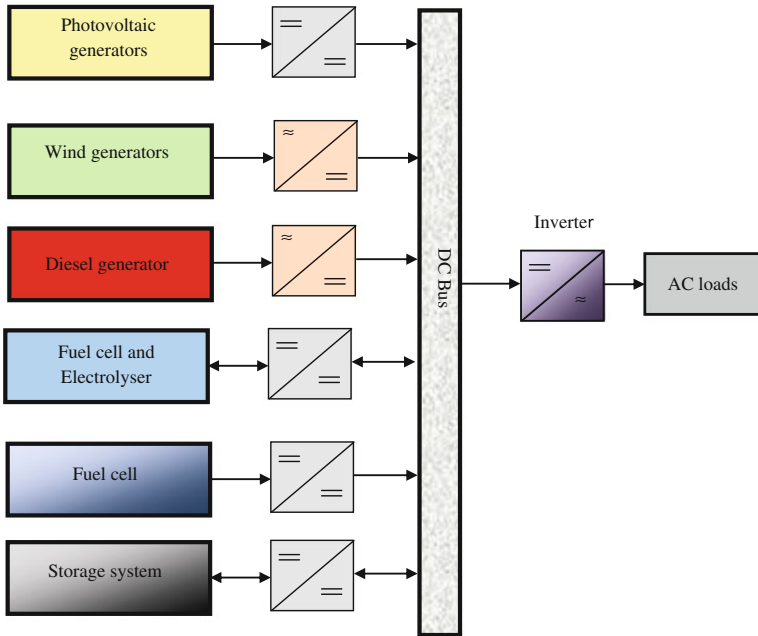 Photovoltaic
generators
Wind generators
Diesel generator
Fuel cell and
Electrolyser
Fuel cell
Storage system
DC Bus
Inverter
AC loads